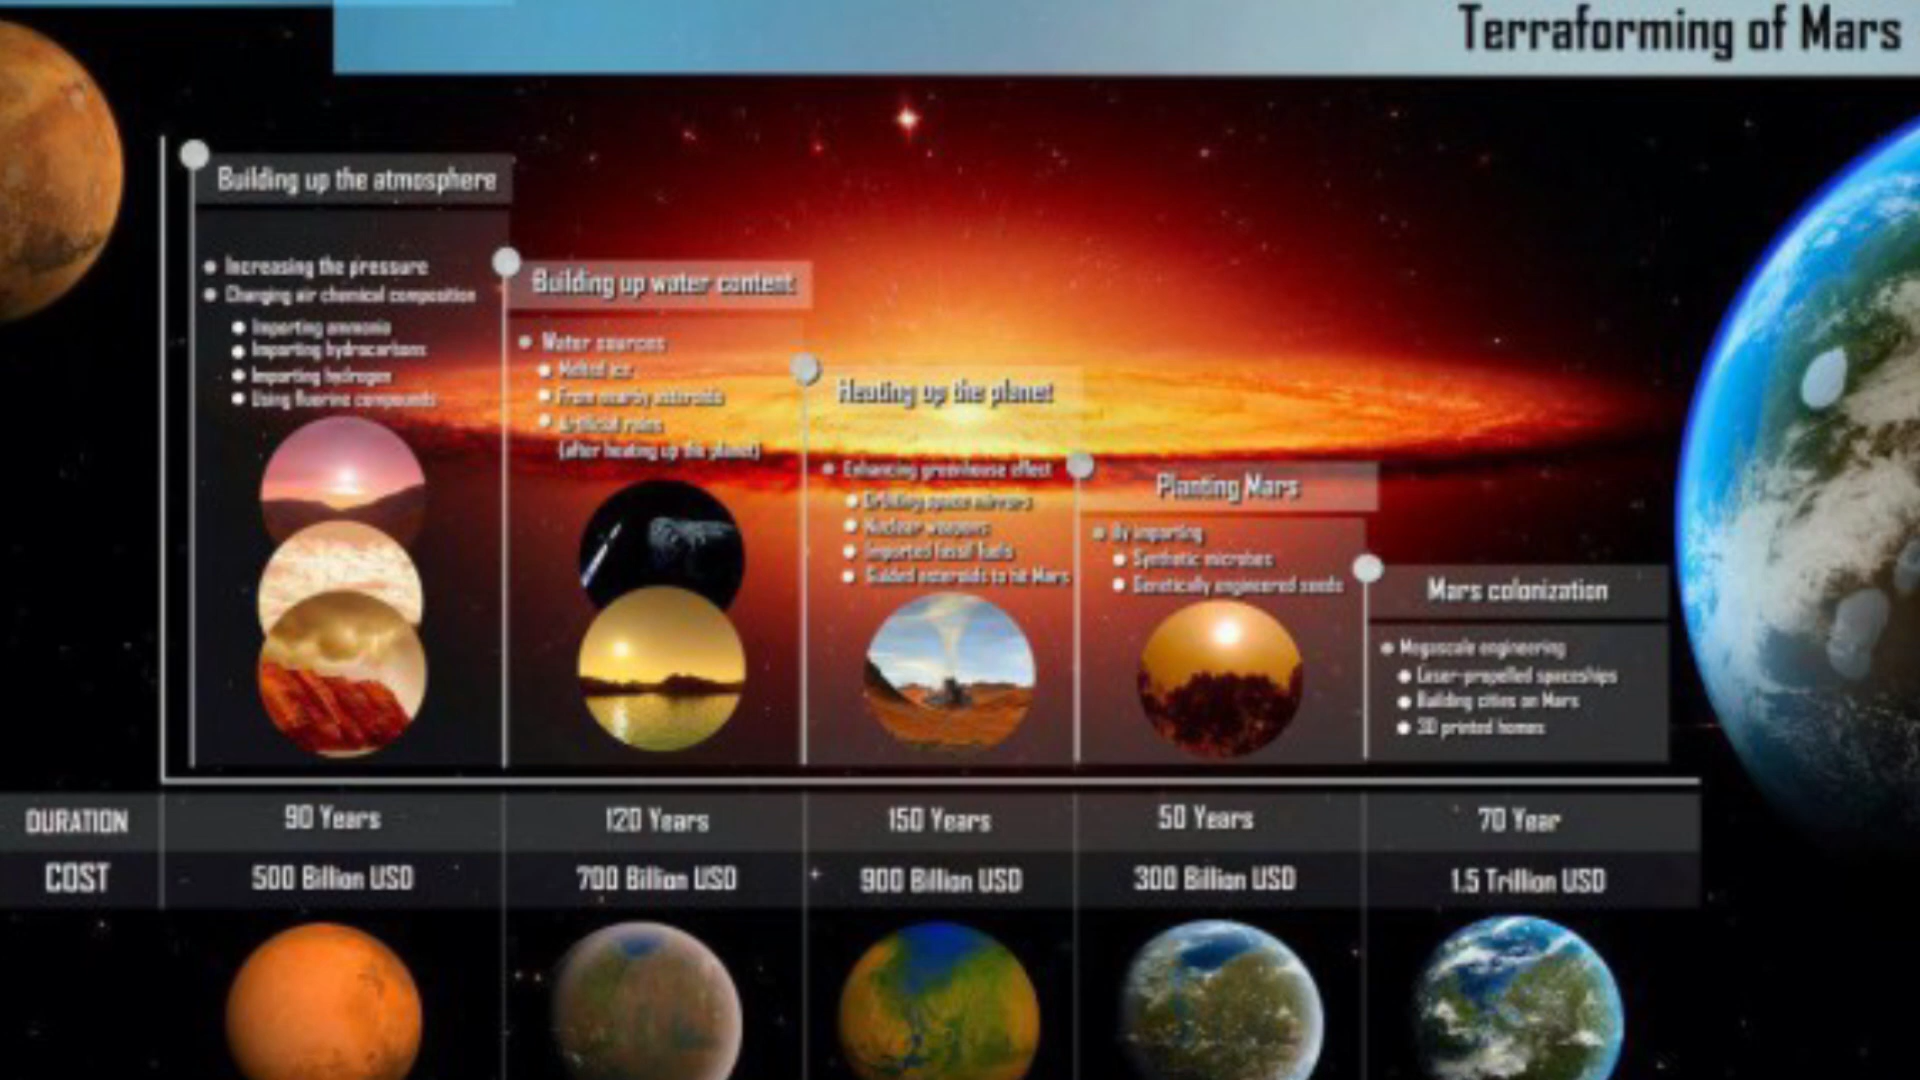 Terraforming of Mars
Building up the atmosphere
Increasing the pressure
Changing air chemical composition
Importing ammonia
Importing hydrocarbons
Importing hydrogen
Using fluorine compounds
Building up water content
Water sources
Melted ice
From nearby asteroids
Artificial rains
(after heating up the planet)
Heating up the planet
Enhancing greenhouse effect
Orbiting space mirrors
Nuclear weapons
Imported fossil fuels
Guided asteroids to hit Mars
Planting Mars
By importing
Synthetic microbes
Genetically engineered seeds
Mars colonization
Megascale engineering
Laser-propelled spaceships
Building cities on Mars
3D printed homes
DURATION 90 Years 120 Years 150 Years 50 Years 70 Year
COST 500 Billion USD 700 Billion USD 900 Billion USD 300 Billion USD 1.5 Trillion USD